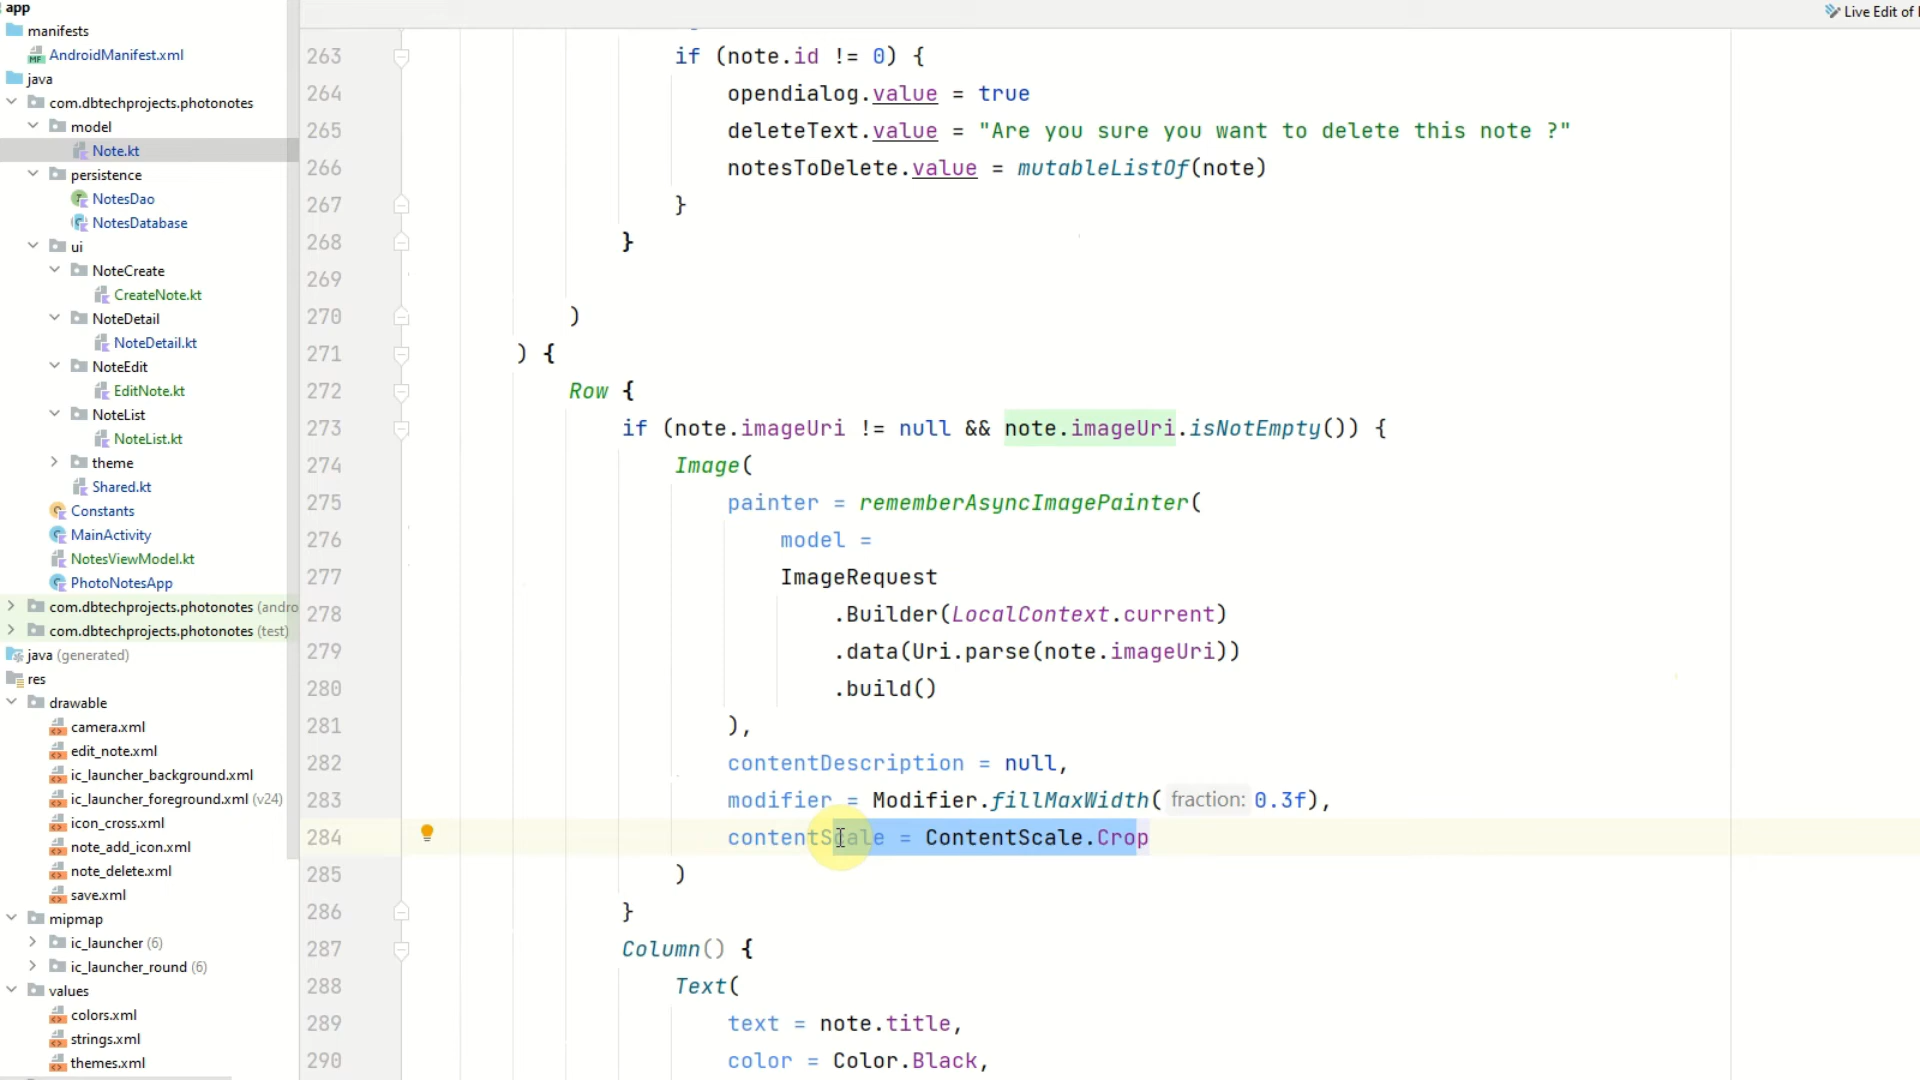 app
manifests
AndroidManifest.xml
java
com.dbtechprojects.photonotes
model
Note.kt
persistence
NotesDao
NotesDatabase
ui
NoteCreate
CreateNote.kt
NoteDetail
NoteDetail.kt
NoteEdit
EditNote.kt
NoteList
NoteList.kt
theme
Shared.kt
Constants
MainActivity
NotesViewModel.kt
PhotoNotesApp
com.dbtechprojects.photonotes (andro
com.dbtechprojects.photonotes (test)
java (generated)
res
drawable
camera.xml
edit_note.xml
ic_launcher_background.xml
ic_launcher_foreground.xml (v24)
icon_cross.xml
note_add_icon.xml
note_delete.xml
save.xml
mipmap
ic_launcher (6)
ic_launcher_round (6)
values
colors.xml
strings.xml
themes.xml
Live Edit of
263 if (note.id != 0) {
264 opendialog.value = true
265 deleteText.value = "Are you sure you want to delete this note ?"
266 notesToDelete.value = mutableListOf(note)
267 }
268 }
269
270 )
271 ) {
272 Row {
273 if (note.imageUri != null && note.imageUri.isNotEmpty()) {
274 Image(
275 painter = rememberAsyncImagePainter(
276 model =
277 ImageRequest
278 .Builder(LocalContext.current)
279 .data(Uri.parse(note.imageUri))
280 .build()
281 ),
282 contentDescription = null,
283 modifier = Modifier.fillMaxWidth( fraction: 0.3f),
284 contentScale = ContentScale.Crop
285 )
286 }
287 Column() {
288 Text(
289 text = note.title,
290 color = Color.Black,